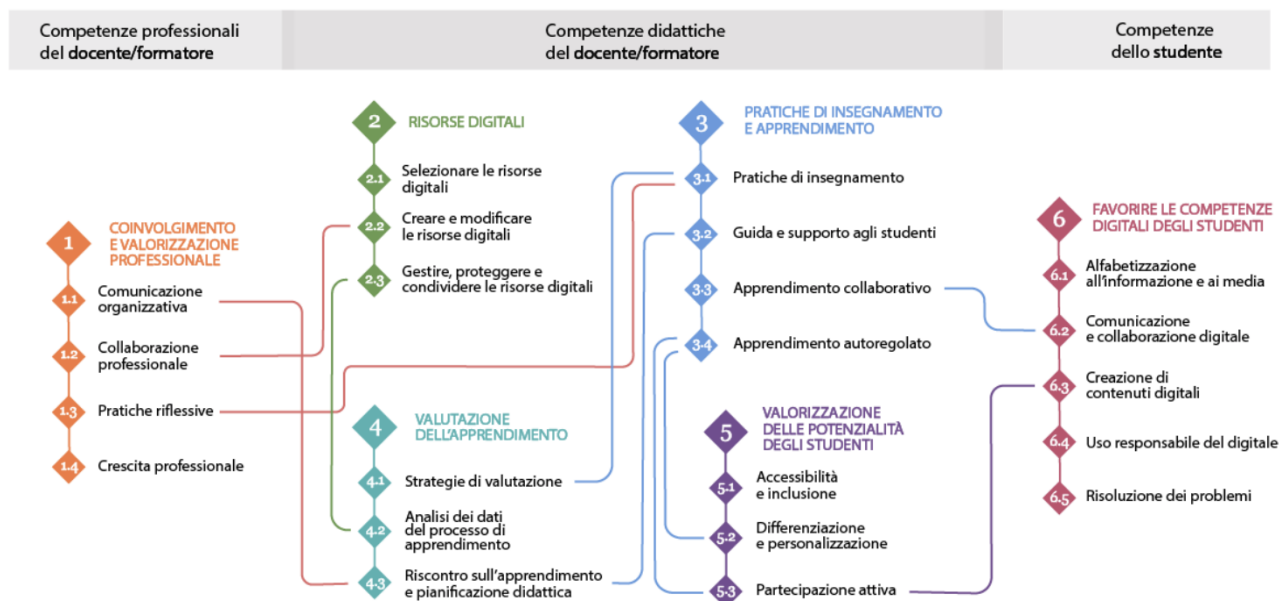 Competenze professionali
del docente/formatore
Competenze didattiche
del docente/formatore
Competenze
dello studente
1
COINVOLGIMENTO
E VALORIZZAZIONE
PROFESSIONALE
1.1
Comunicazione
organizzativa
1.2
Collaborazione
professionale
1.3
Pratiche riflessive
1.4
Crescita professionale
2
RISORSE DIGITALI
2.1
Selezionare le risorse
digitali
2.2
Creare e modificare
le risorse digitali
2.3
Gestire, proteggere e
condividere le risorse digitali
3
PRATICHE DI INSEGNAMENTO
E APPRENDIMENTO
3.1
Pratiche di insegnamento
3.2
Guida e supporto agli studenti
3.3
Apprendimento collaborativo
3.4
Apprendimento autoregolato
4
VALUTAZIONE
DELL'APPRENDIMENTO
4.1
Strategie di valutazione
4.2
Analisi dei dati
del processo di
apprendimento
4.3
Riscontro sull'apprendimento
e pianificazione didattica
5
VALORIZZAZIONE
DELLE POTENZIALITÀ
DEGLI STUDENTI
5.1
Accessibilità
e inclusione
5.2
Differenziazione
e personalizzazione
5.3
Partecipazione attiva
6
FAVORIRE LE COMPETENZE
DIGITALI DEGLI STUDENTI
6.1
Alfabetizzazione
all'informazione e ai media
6.2
Comunicazione
e collaborazione digitale
6.3
Creazione di
contenuti digitali
6.4
Uso responsabile del digitale
6.5
Risoluzione dei problemi